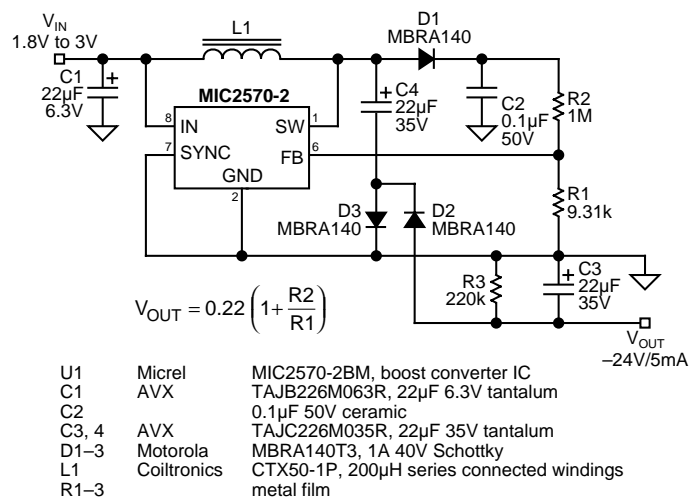 V_IN
1.8V to 3V
L1
D1
MBRA140
C1
22µF
6.3V
MIC2570-2
8
IN
SW
1
7
SYNC
FB
6
GND
2
C4
22µF
35V
C2
0.1µF
50V
R2
1M
R1
9.31k
D3
MBRA140
D2
MBRA140
R3
220k
C3
22µF
35V
V_OUT = 0.22 (1+ R2/R1)
V_OUT
–24V/5mA
U1 Micrel MIC2570-2BM, boost converter IC
C1 AVX TAJB226M063R, 22µF 6.3V tantalum
C2 0.1µF 50V ceramic
C3, 4 AVX TAJC226M035R, 22µF 35V tantalum
D1–3 Motorola MBRA140T3, 1A 40V Schottky
L1 Coiltronics CTX50-1P, 200µH series connected windings
R1–3 metal film